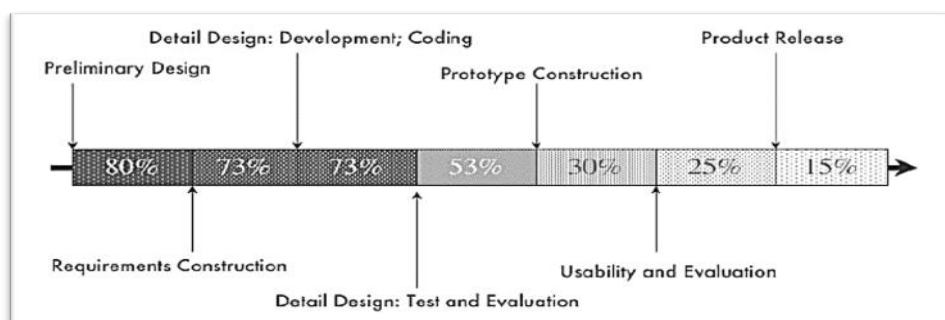 Detail Design: Development; Coding
Product Release
Preliminary Design
Prototype Construction
80% 73% 73% 53% 30% 25% 15%
Requirements Construction
Usability and Evaluation
Detail Design: Test and Evaluation